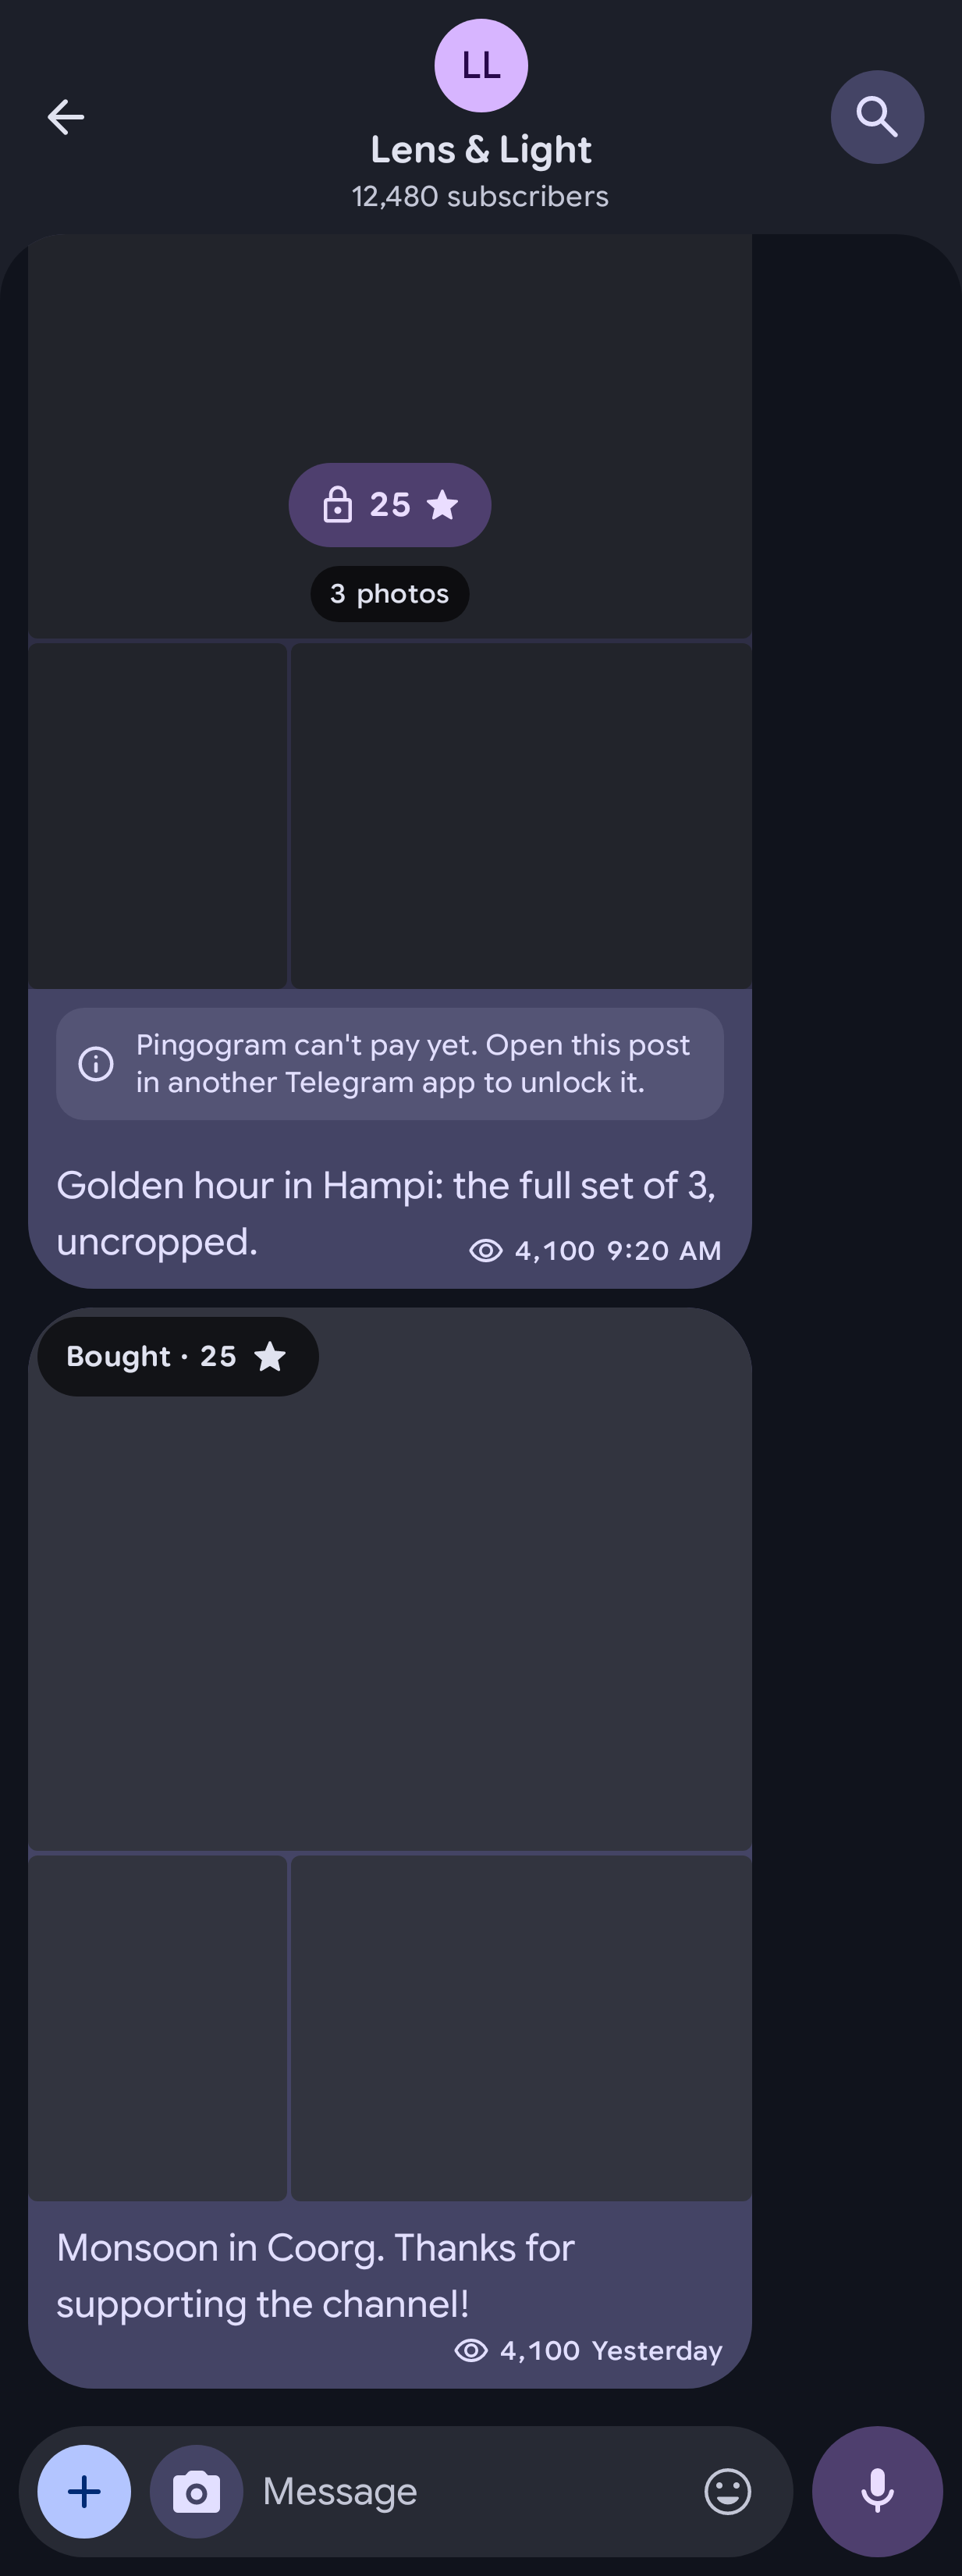 LL
Lens & Light
12,480 subscribers
25
3 photos
Pingogram can't pay yet. Open this post
in another Telegram app to unlock it.
Golden hour in Hampi: the full set of 3,
uncropped.
4,100 9:20 AM
Bought · 25
Monsoon in Coorg. Thanks for
supporting the channel!
4,100 Yesterday
Message